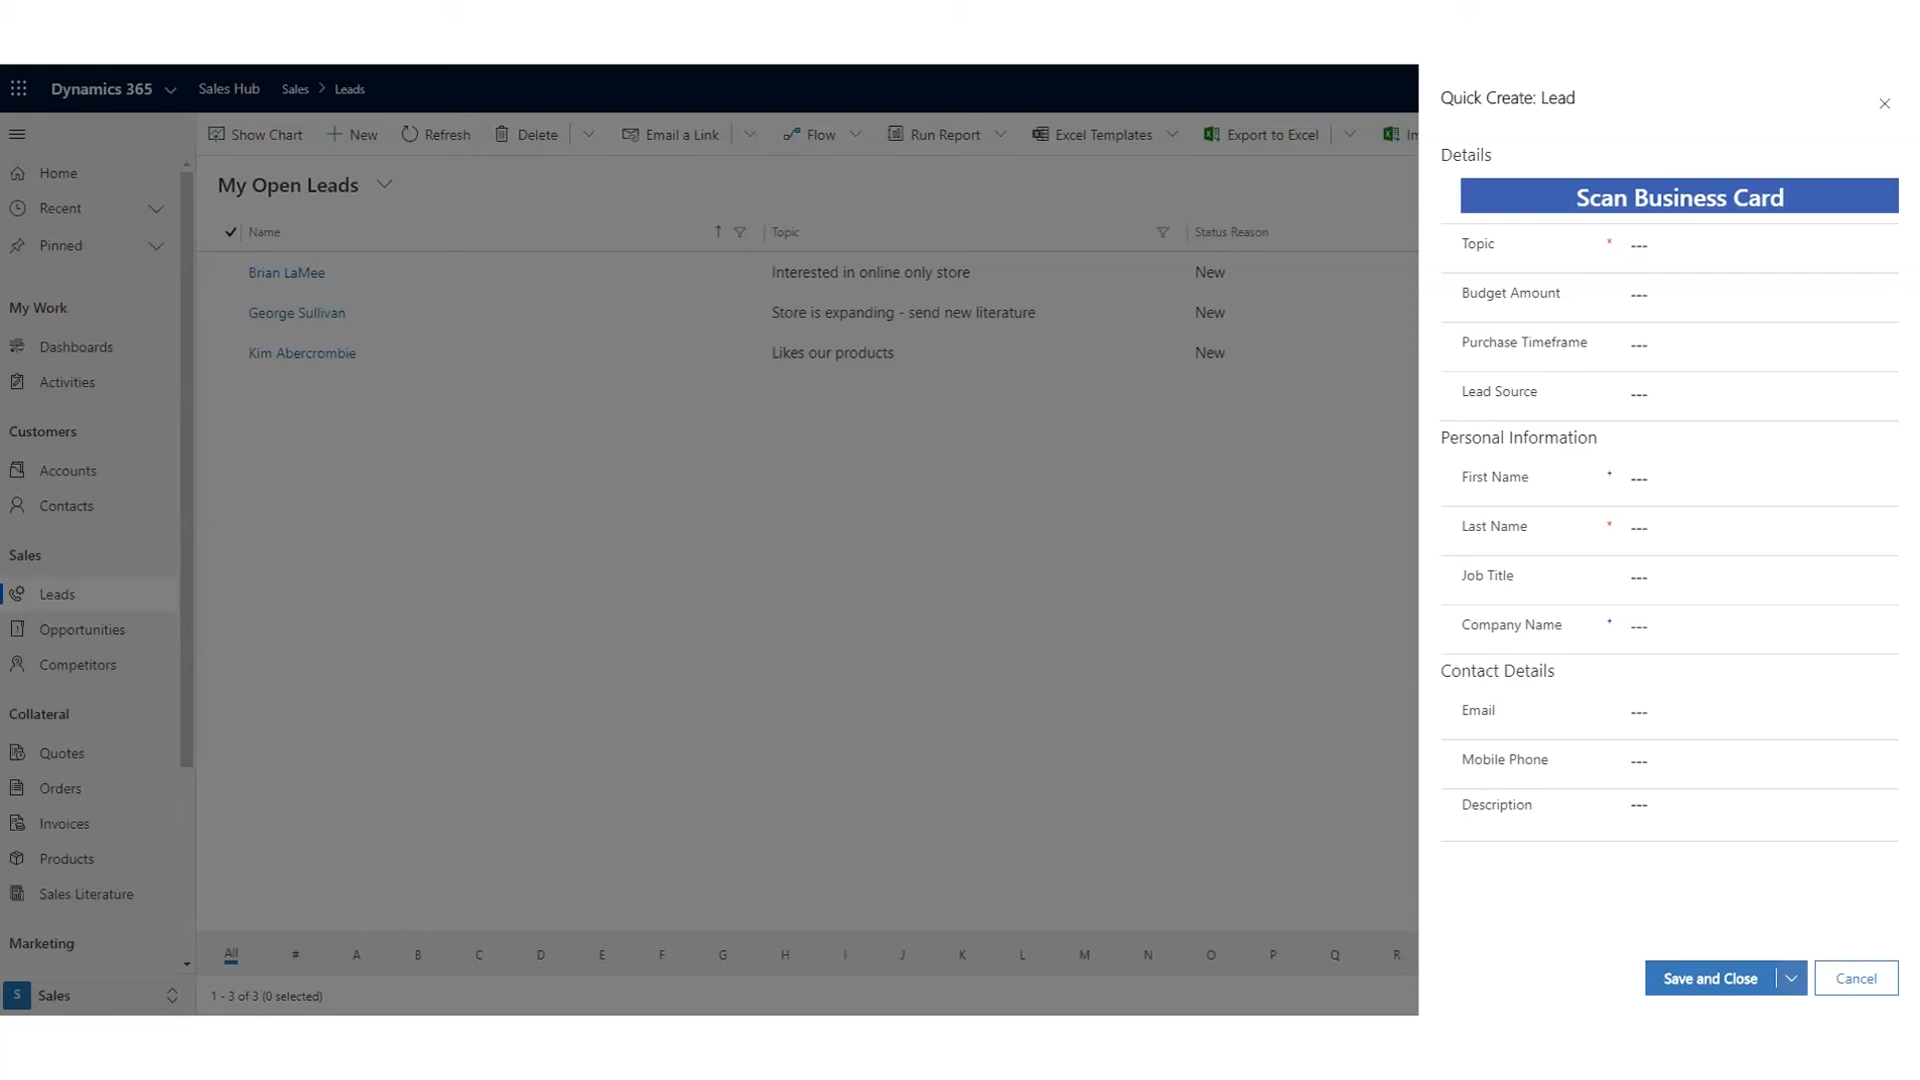 Dynamics 365 Sales Hub Sales Leads
Quick Create: Lead
Show Chart New Refresh Delete Email a Link Flow Run Report Excel Templates Export to Excel Im
Home
Recent
Pinned
My Work
Dashboards
Activities
Customers
Accounts
Contacts
Sales
Leads
Opportunities
Competitors
Collateral
Quotes
Orders
Invoices
Products
Sales Literature
Marketing
S Sales
My Open Leads
Name Topic Status Reason
Brian LaMee Interested in online only store New
George Sullivan Store is expanding - send new literature New
Kim Abercrombie Likes our products New
All # A B C D E F G H I J K L M N O P Q R
1 - 3 of 3 (0 selected)
Details
Scan Business Card
Topic * ---
Budget Amount ---
Purchase Timeframe ---
Lead Source ---
Personal Information
First Name + ---
Last Name * ---
Job Title ---
Company Name + ---
Contact Details
Email ---
Mobile Phone ---
Description ---
Save and Close Cancel